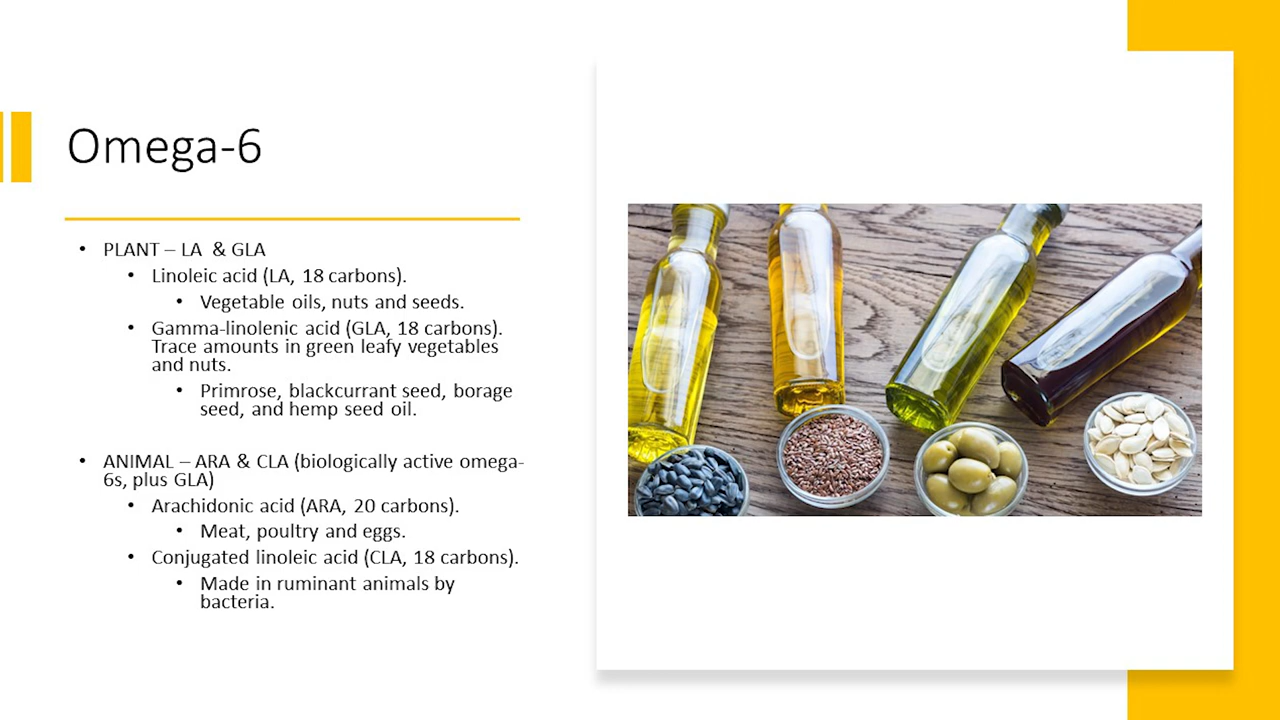 Omega-6
• PLANT – LA & GLA
• Linoleic acid (LA, 18 carbons).
• Vegetable oils, nuts and seeds.
• Gamma-linolenic acid (GLA, 18 carbons).
Trace amounts in green leafy vegetables
and nuts.
• Primrose, blackcurrant seed, borage
seed, and hemp seed oil.
• ANIMAL – ARA & CLA (biologically active omega-
6s, plus GLA)
• Arachidonic acid (ARA, 20 carbons).
• Meat, poultry and eggs.
• Conjugated linoleic acid (CLA, 18 carbons).
• Made in ruminant animals by
bacteria.